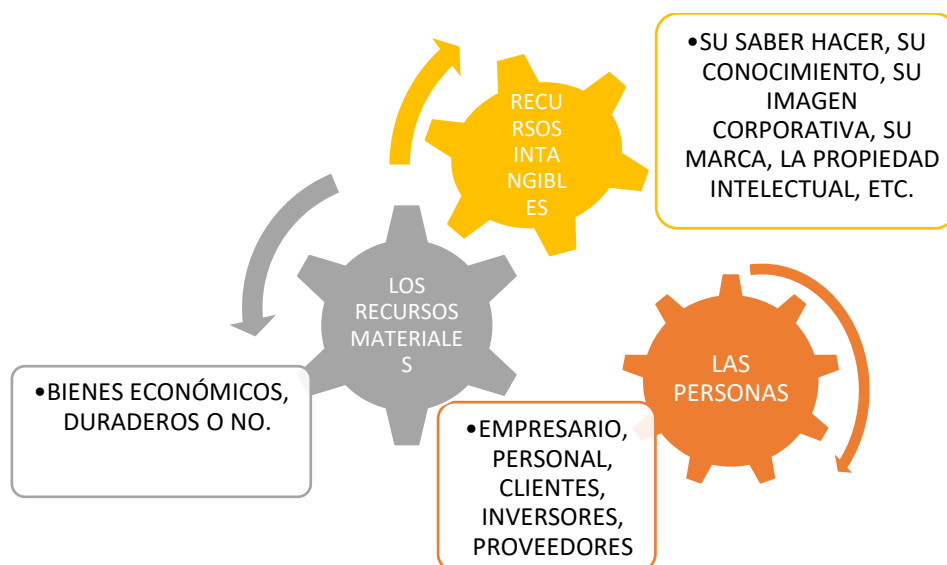 •SU SABER HACER, SU
CONOCIMIENTO, SU
IMAGEN
CORPORATIVA, SU
MARCA, LA PROPIEDAD
INTELECTUAL, ETC.
RECU
RSOS
INTA
NGIBL
ES
LOS
RECURSOS
MATERIALE
S
LAS
PERSONAS
•BIENES ECONÓMICOS,
DURADEROS O NO.
•EMPRESARIO,
PERSONAL,
CLIENTES,
INVERSORES,
PROVEEDORES